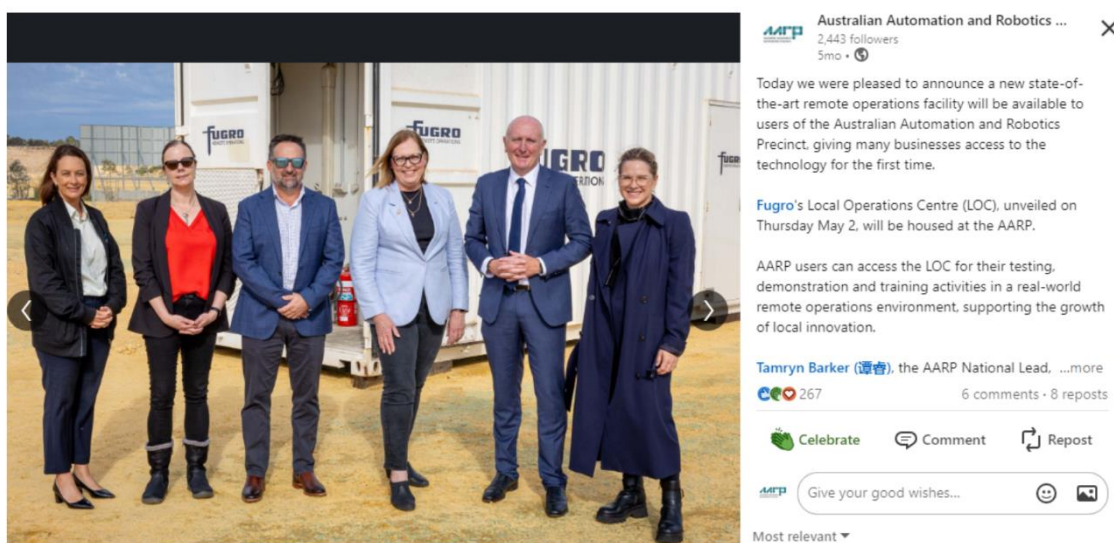 FUGRO
FUGRO
FUGRO
FUGRO
Australian Automation and Robotics ...
2,443 followers
5mo •
Today we were pleased to announce a new state-of-
the-art remote operations facility will be available to
users of the Australian Automation and Robotics
Precinct, giving many businesses access to the
technology for the first time.
Fugro's Local Operations Centre (LOC), unveiled on
Thursday May 2, will be housed at the AARP.
AARP users can access the LOC for their testing,
demonstration and training activities in a real-world
remote operations environment, supporting the growth
of local innovation.
Tamryn Barker (谭睿), the AARP National Lead, ...more
267
6 comments • 8 reposts
Celebrate
Comment
Repost
Give your good wishes...
Most relevant